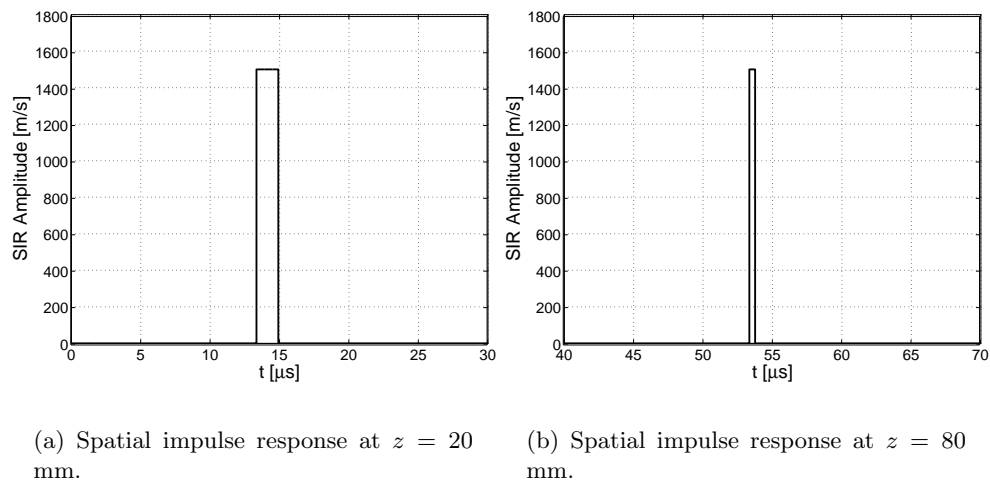 1800
1600
1400
1200
1000
800
600
400
200
0
SIR Amplitude [m/s]
0 5 10 15 20 25 30
t [μs]
1800
1600
1400
1200
1000
800
600
400
200
0
SIR Amplitude [m/s]
40 45 50 55 60 65 70
t [μs]
(a) Spatial impulse response at z = 20
mm.
(b) Spatial impulse response at z = 80
mm.